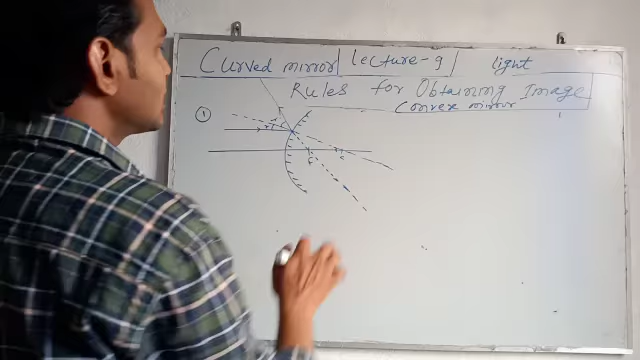 Curved mirror Lecture-9 light
Rules for Obtaining Image
Convex mirror
①
F C